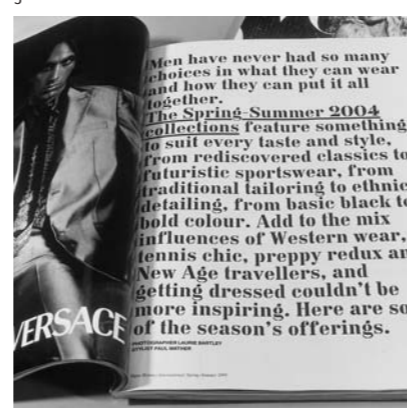 Men have never had so many
choices in what they can wear
and how they can put it all
together.
The Spring-Summer 2004
collections feature something
to suit every taste and style,
from rediscovered classics to
futuristic sportswear, from
traditional tailoring to ethnic
detailing, from basic black to
bold colour. Add to the mix
influences of Western wear,
tennis chic, preppy redux an
New Age travellers, and
getting dressed couldn't be
more inspiring. Here are so
of the season's offerings.
PHOTOGRAPHER LAURIE BARTLEY
STYLIST PAUL MATHER
VERSACE